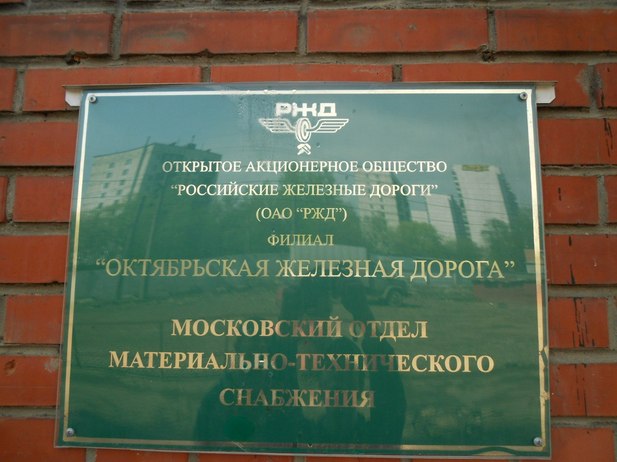 РЖД
ОТКРЫТОЕ АКЦИОНЕРНОЕ ОБЩЕСТВО
"РОССИЙСКИЕ ЖЕЛЕЗНЫЕ ДОРОГИ"
(ОАО "РЖД")
ФИЛИАЛ
"ОКТЯБРЬСКАЯ ЖЕЛЕЗНАЯ ДОРОГА"
МОСКОВСКИЙ ОТДЕЛ
МАТЕРИАЛЬНО-ТЕХНИЧЕСКОГО
СНАБЖЕНИЯ